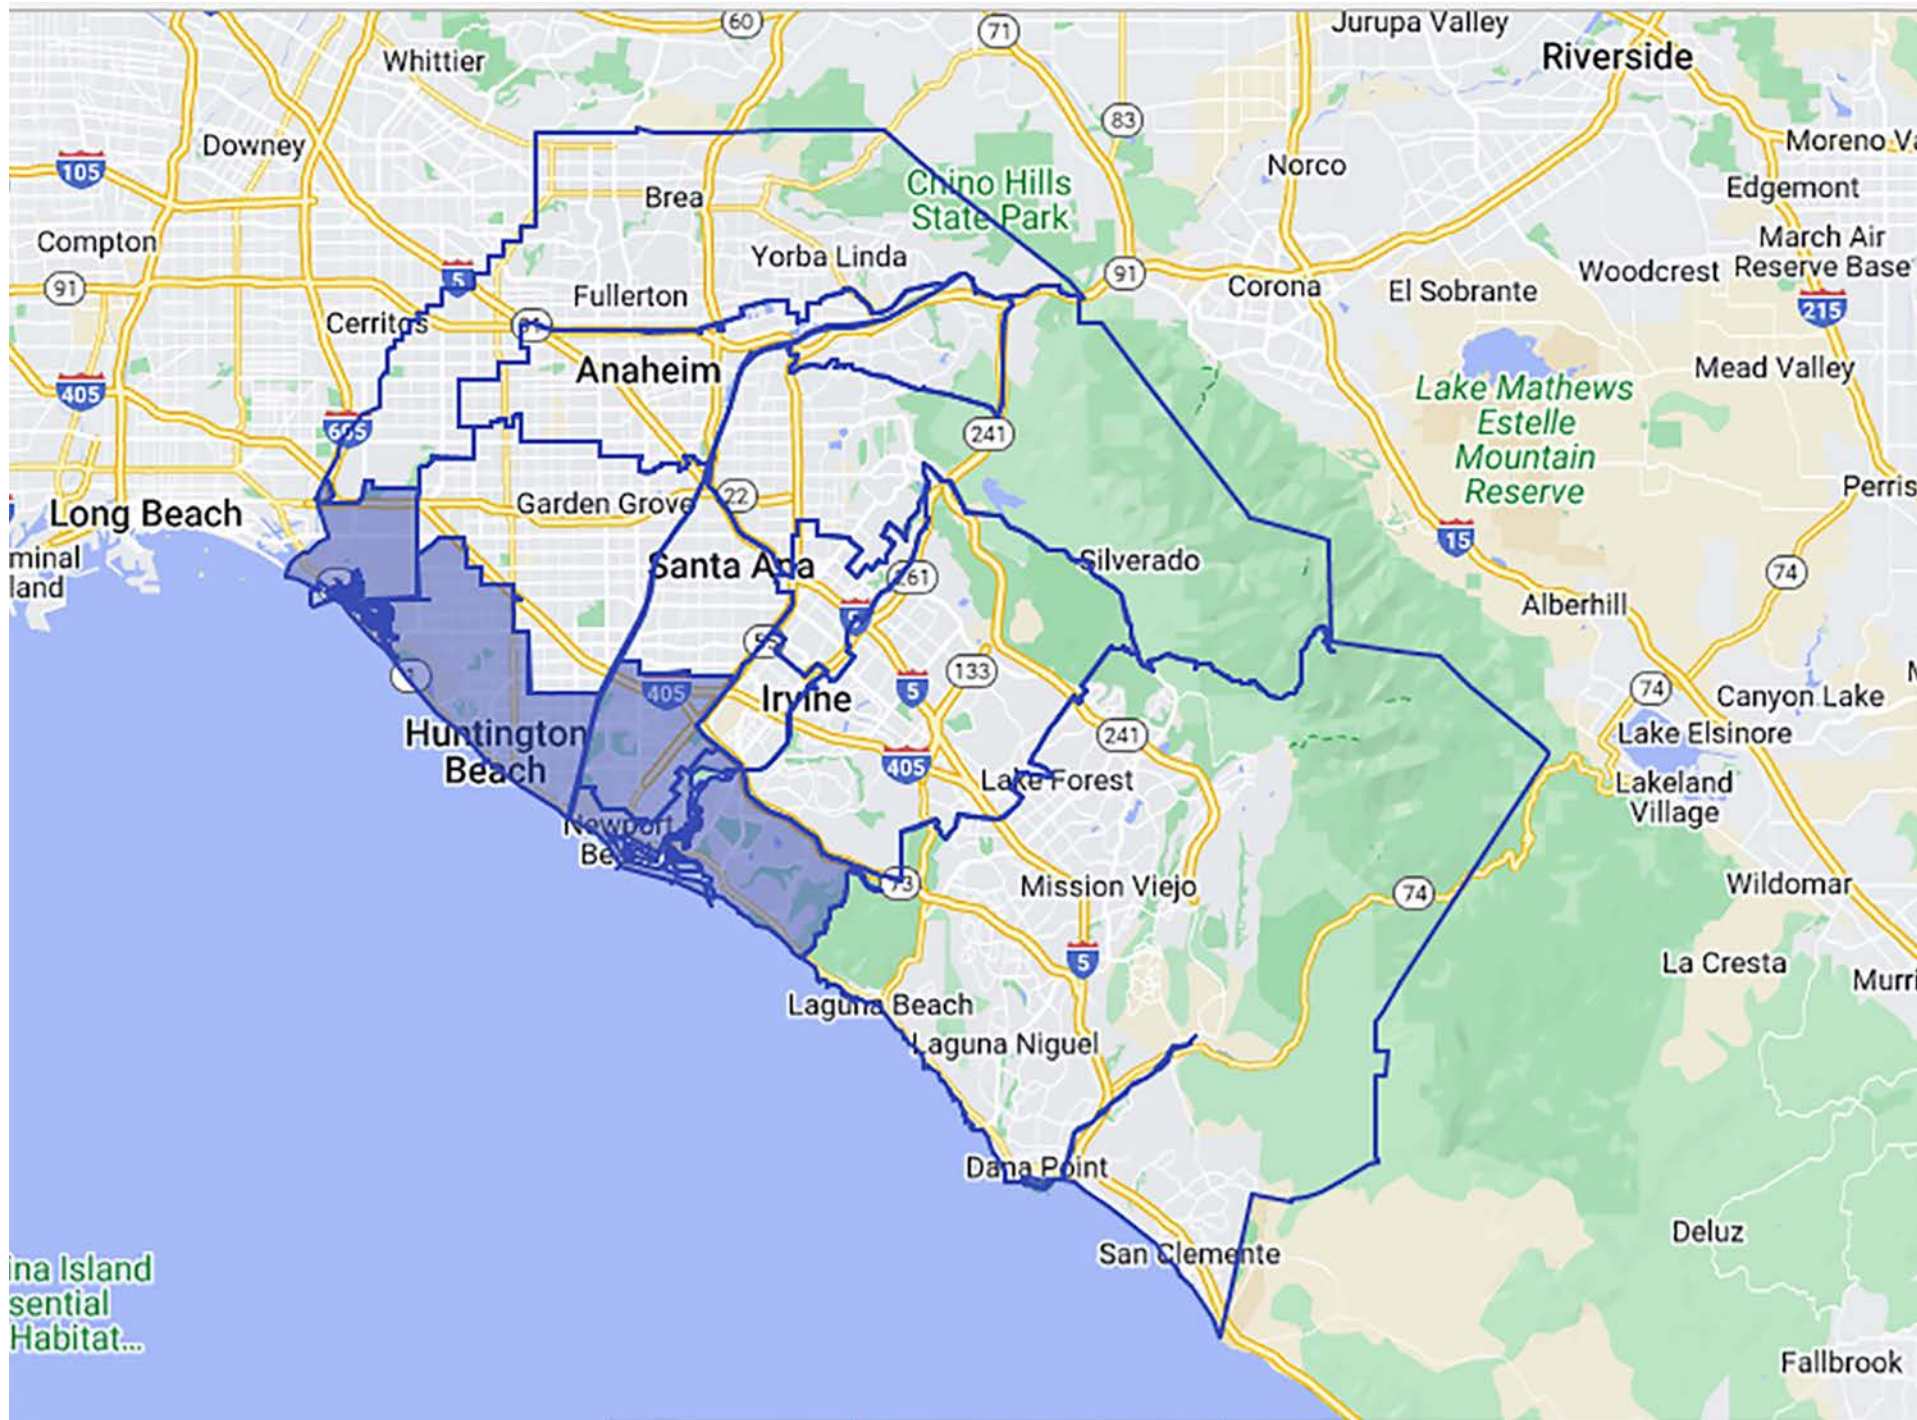 60
71
Jurupa Valley
Whittier
Riverside
83
Downey
Moreno Va
105
Norco
Chino Hills
State Park
Brea
Edgemont
Compton
March Air
Reserve Base
Yorba Linda
91
Woodcrest
5
91
Corona
El Sobrante
Fullerton
215
Cerritos
Anaheim
Mead Valley
405
Lake Mathews
Estelle
Mountain
Reserve
605
241
Perris
Long Beach
Garden Grove
22
15
minal
land
Santa Ana
261
Silverado
74
Alberhill
5
55
1
133
405
Irvine
5
74
Canyon Lake
Huntington
Beach
241
Lake Elsinore
405
Lake Forest
Lakeland
Village
Newport
73
Mission Viejo
74
Wildomar
5
La Cresta
Murri
Laguna Beach
Laguna Niguel
Dana Point
San Clemente
Deluz
ina Island
sential
Habitat...
Fallbrook